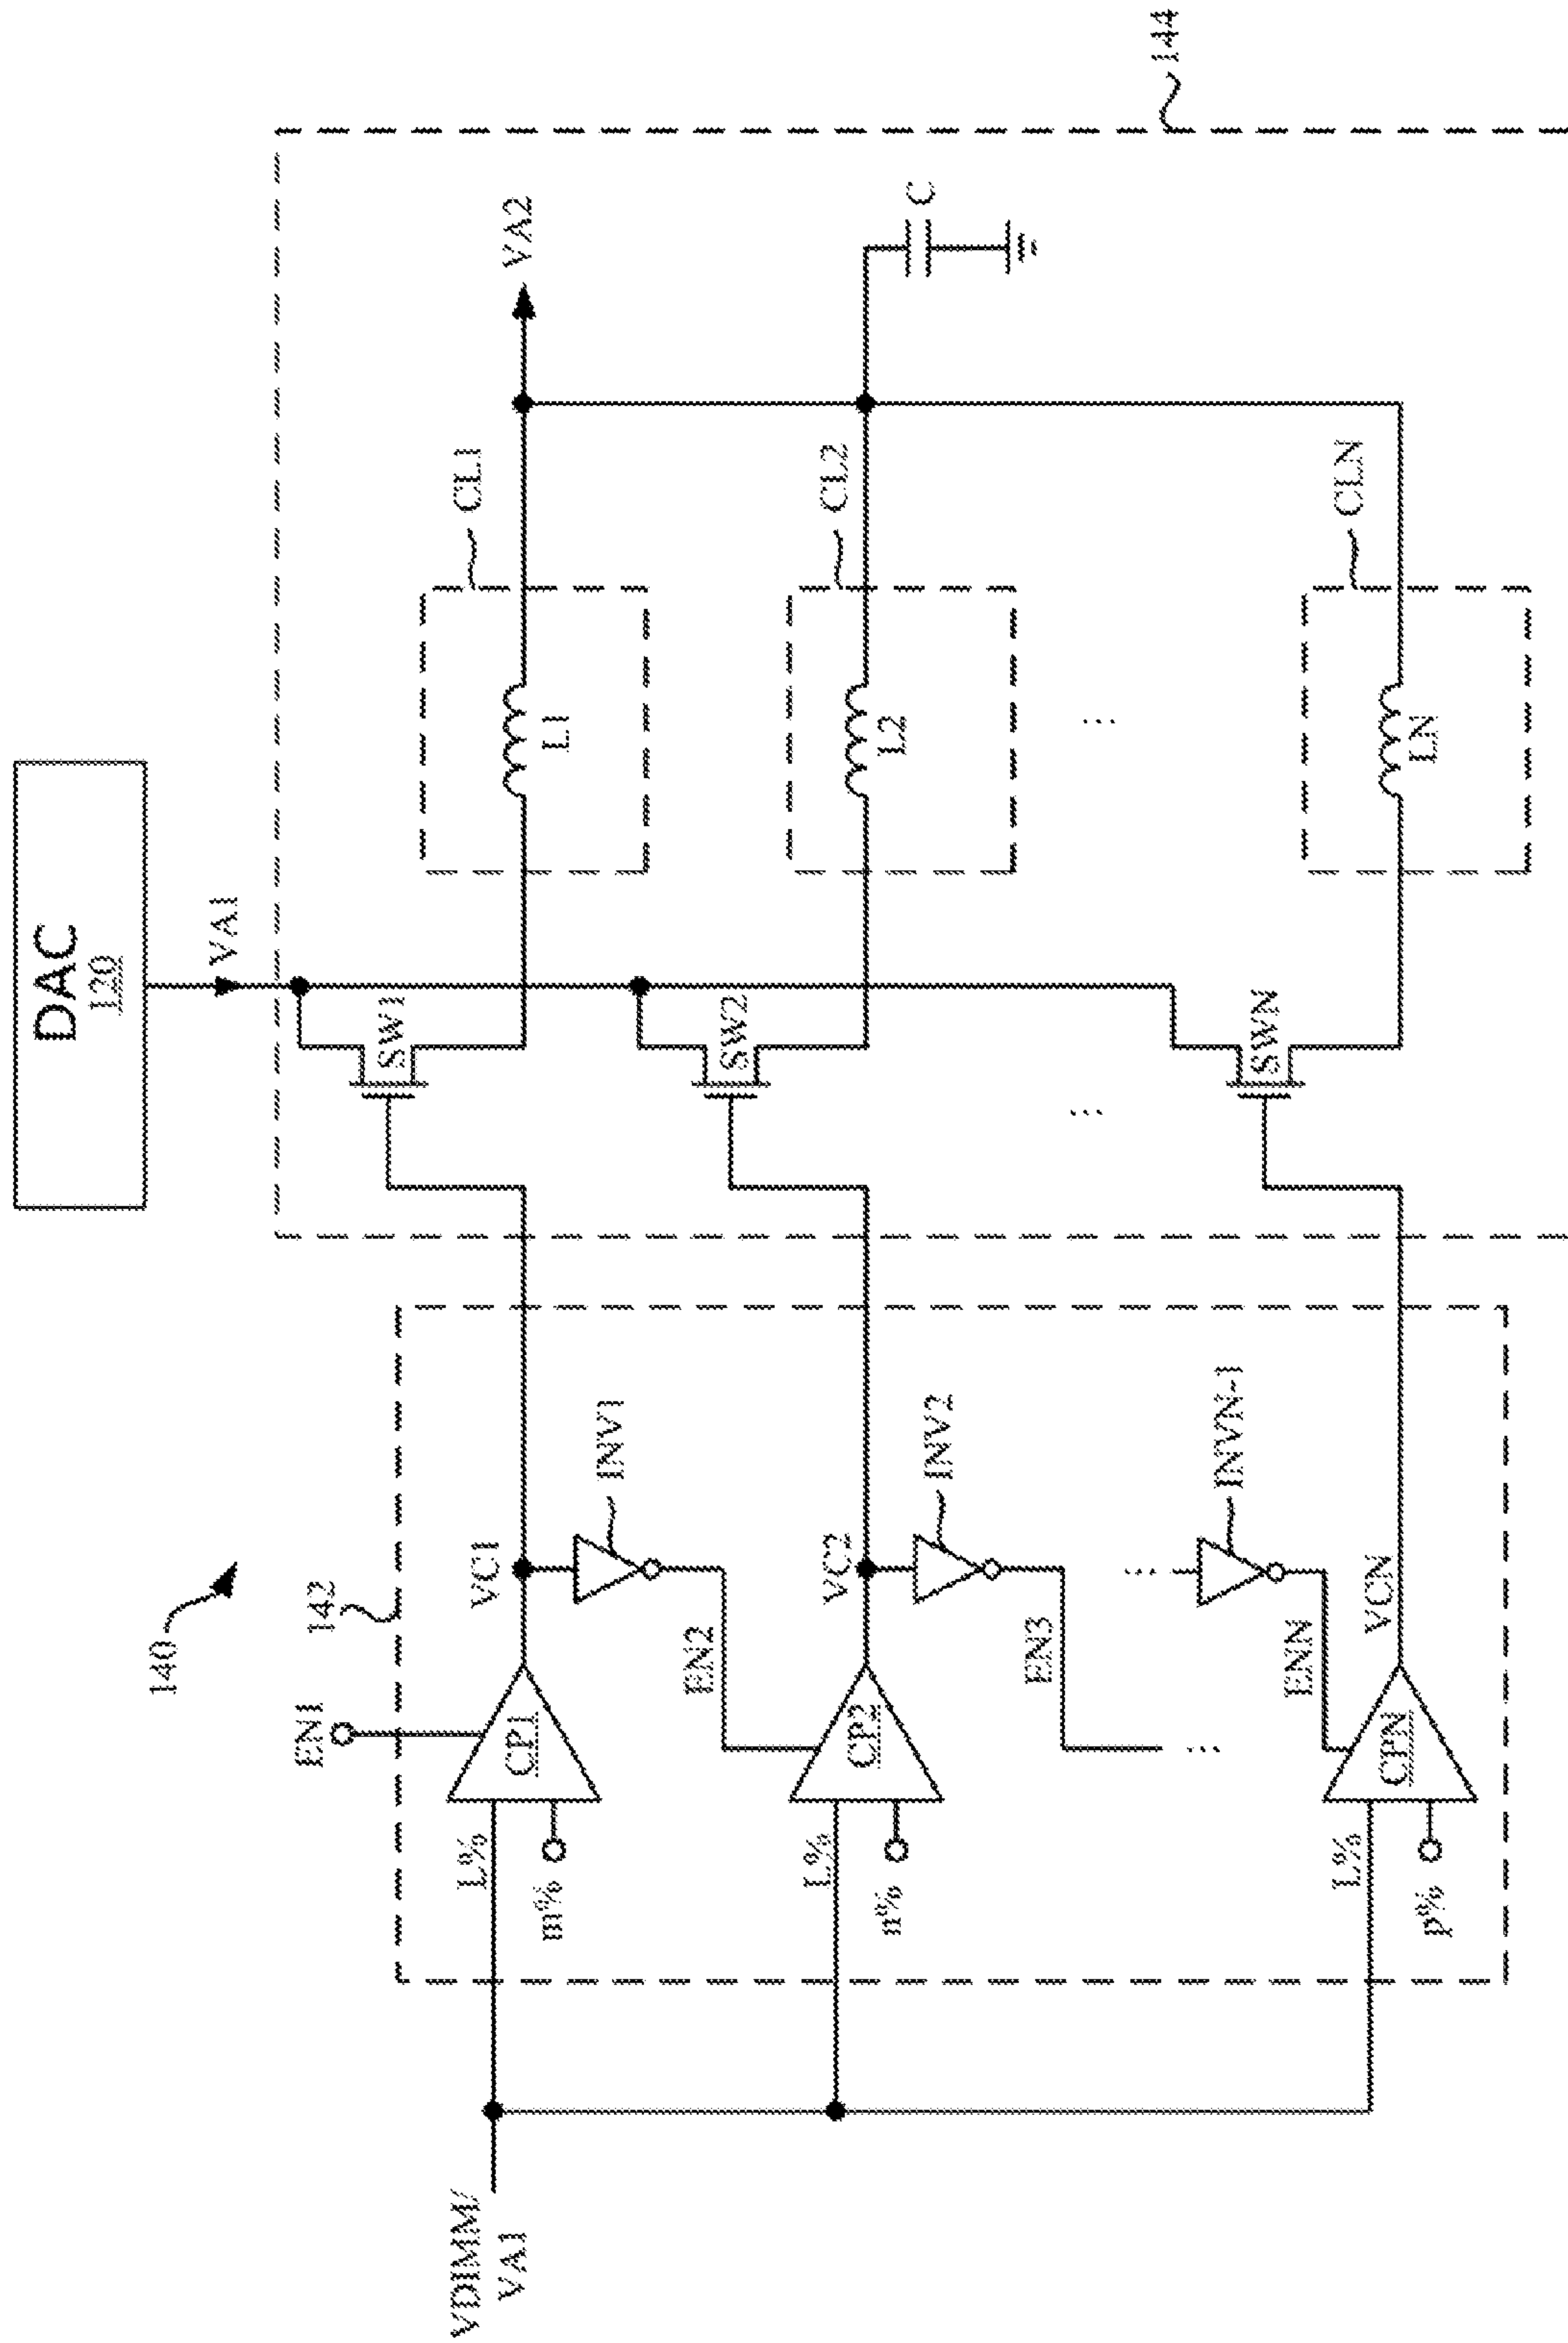 DAC
120
VA1
140
142
144
EN1
VC1
INV1
EN2
VC2
INV2
EN3
INVN-1
ENN
VCN
VDIMM/
VA1
L%
m%
CP1
L%
n%
CP2
L%
p%
CPN
SW1
SW2
SWN
CL1
L1
CL2
L2
CLN
LN
VA2
C
...
...
...
...